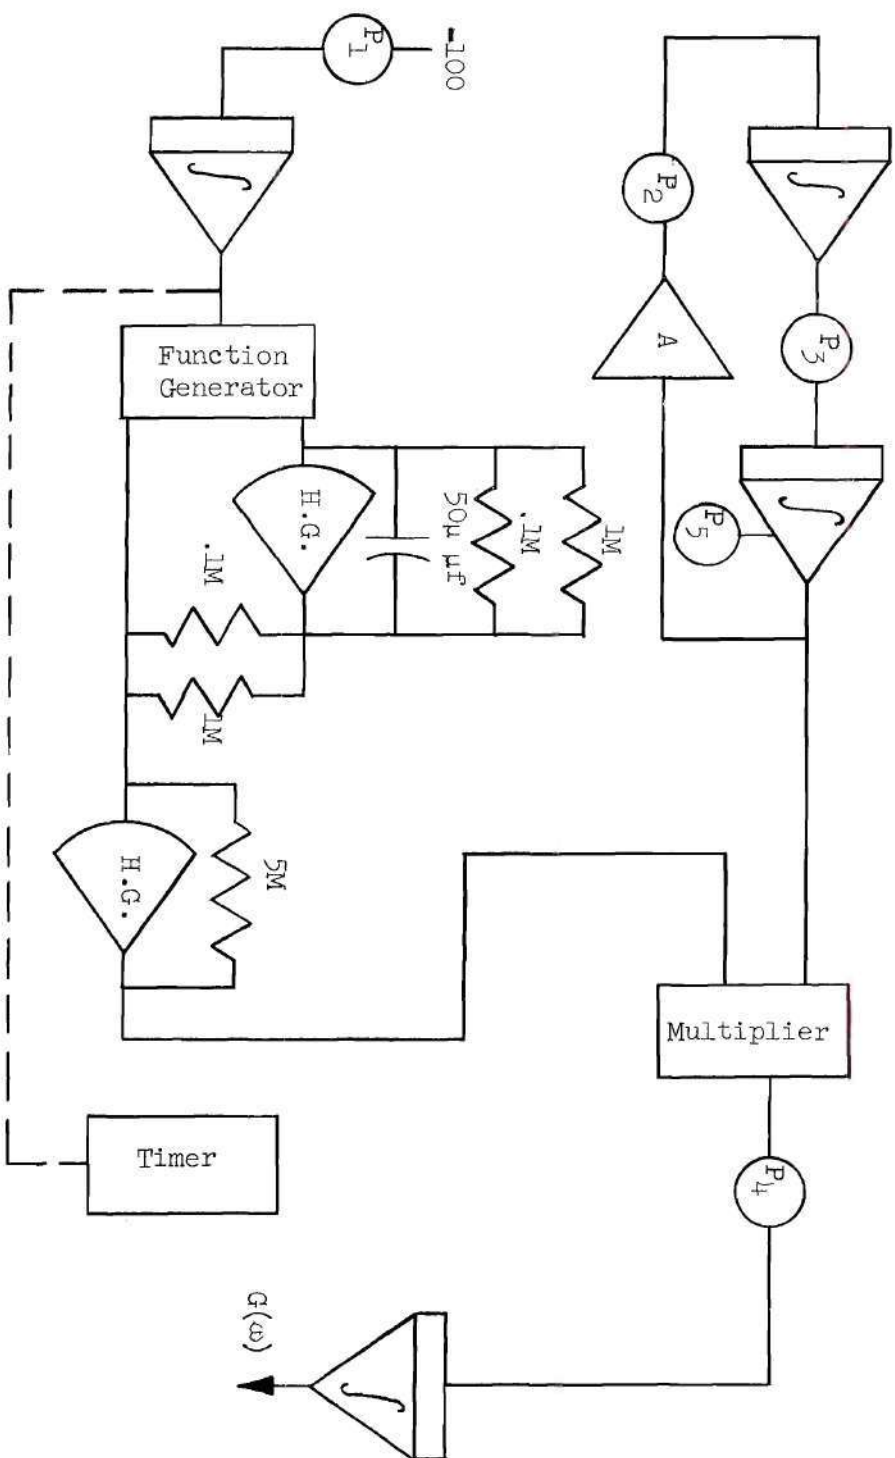 -100
P1
P2
A
P3
P5
Function
Generator
H.G.
50μ μf
.1M
1M
.1M
1M
H.G.
5M
Multiplier
P4
Timer
G(ω)